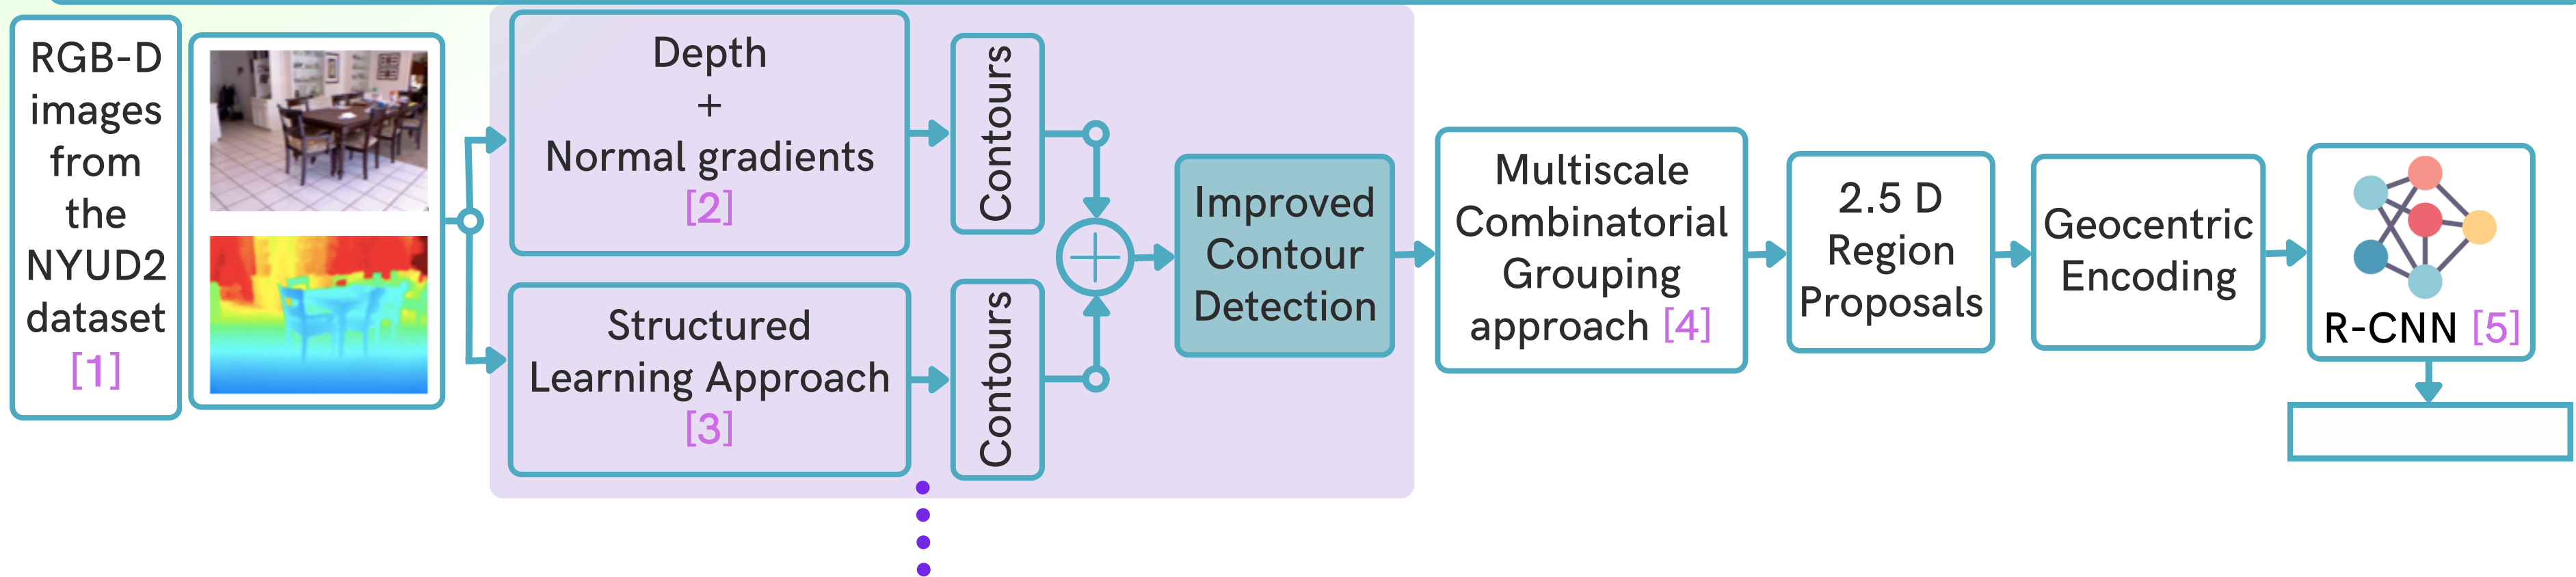 RGB-D
images
from
the
NYUD2
dataset
[1]
Depth
+
Normal gradients
[2]
Contours
Structured
Learning Approach
[3]
Contours
Improved
Contour
Detection
Multiscale
Combinatorial
Grouping
approach [4]
2.5 D
Region
Proposals
Geocentric
Encoding
R-CNN [5]